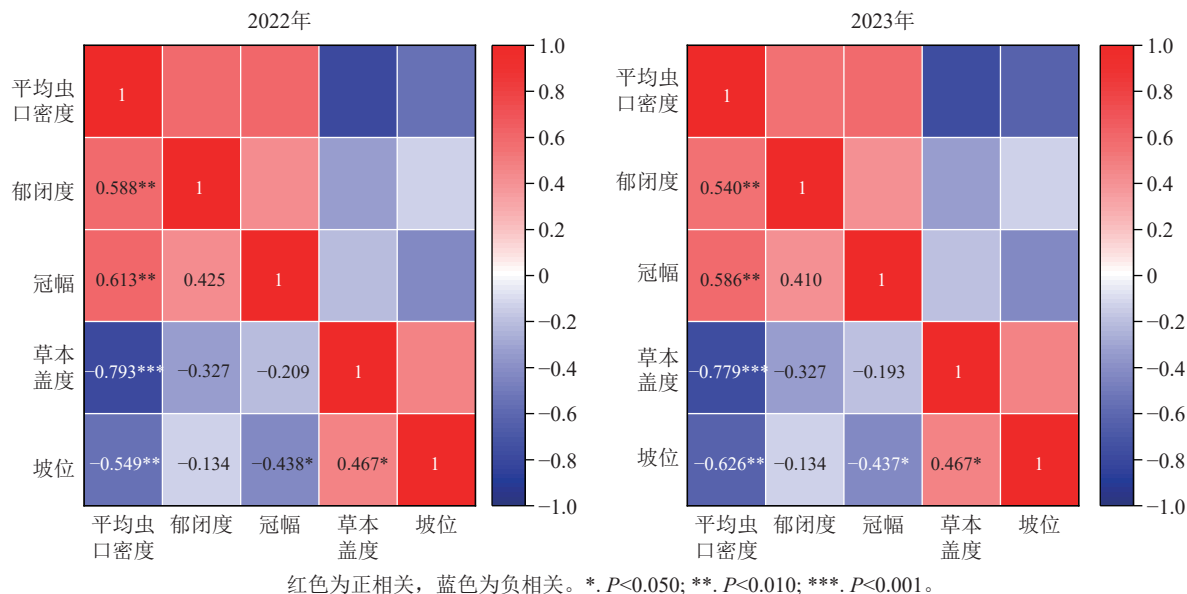 2022年
平均虫
口密度
郁闭度
冠幅
草本
盖度
坡位
1
0.588** 1
0.613** 0.425 1
−0.793*** −0.327 −0.209 1
−0.549** −0.134 −0.438* 0.467* 1
平均虫
口密度
郁闭度
冠幅
草本
盖度
坡位
1.0
0.8
0.6
0.4
0.2
0
−0.2
−0.4
−0.6
−0.8
−1.0
2023年
平均虫
口密度
郁闭度
冠幅
草本
盖度
坡位
1
0.540** 1
0.586** 0.410 1
−0.779*** −0.327 −0.193 1
−0.626** −0.134 −0.437* 0.467* 1
平均虫
口密度
郁闭度
冠幅
草本
盖度
坡位
1.0
0.8
0.6
0.4
0.2
0
−0.2
−0.4
−0.6
−0.8
−1.0
红色为正相关，蓝色为负相关。*. P<0.050; **. P<0.010; ***. P<0.001。